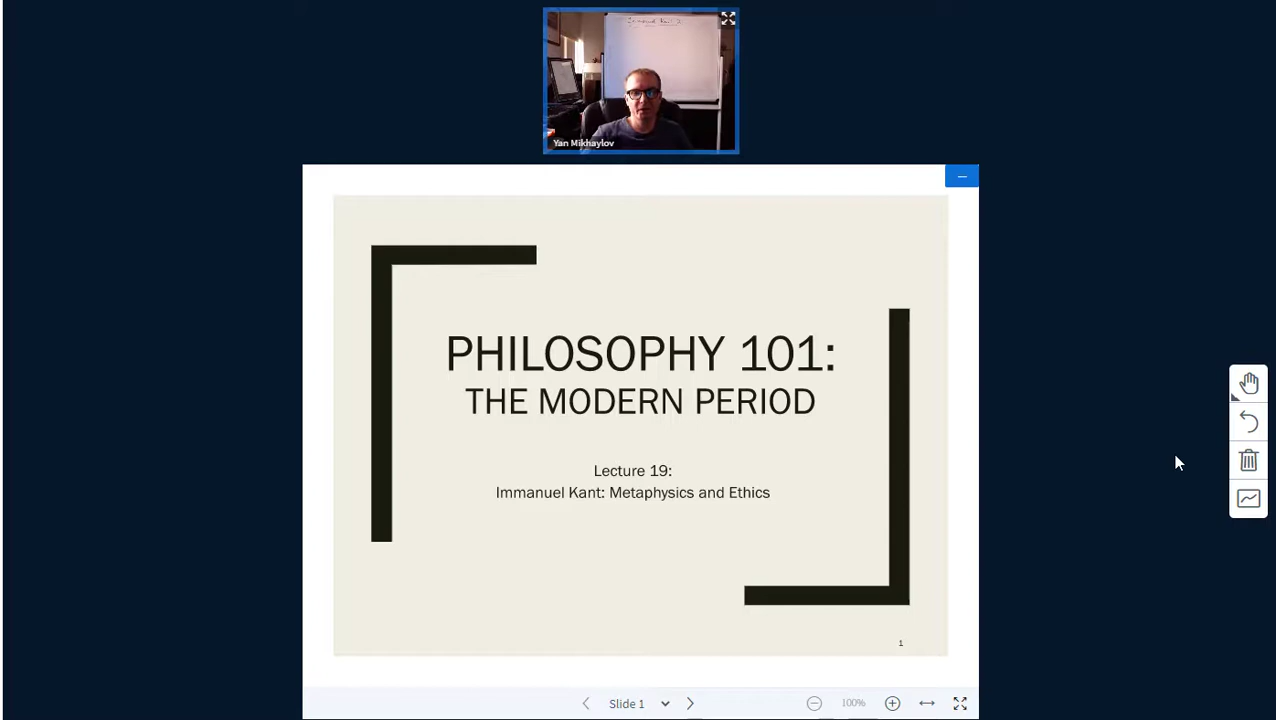 Yan Mikhaylov
PHILOSOPHY 101:
THE MODERN PERIOD
Lecture 19:
Immanuel Kant: Metaphysics and Ethics
1
Slide 1
100%